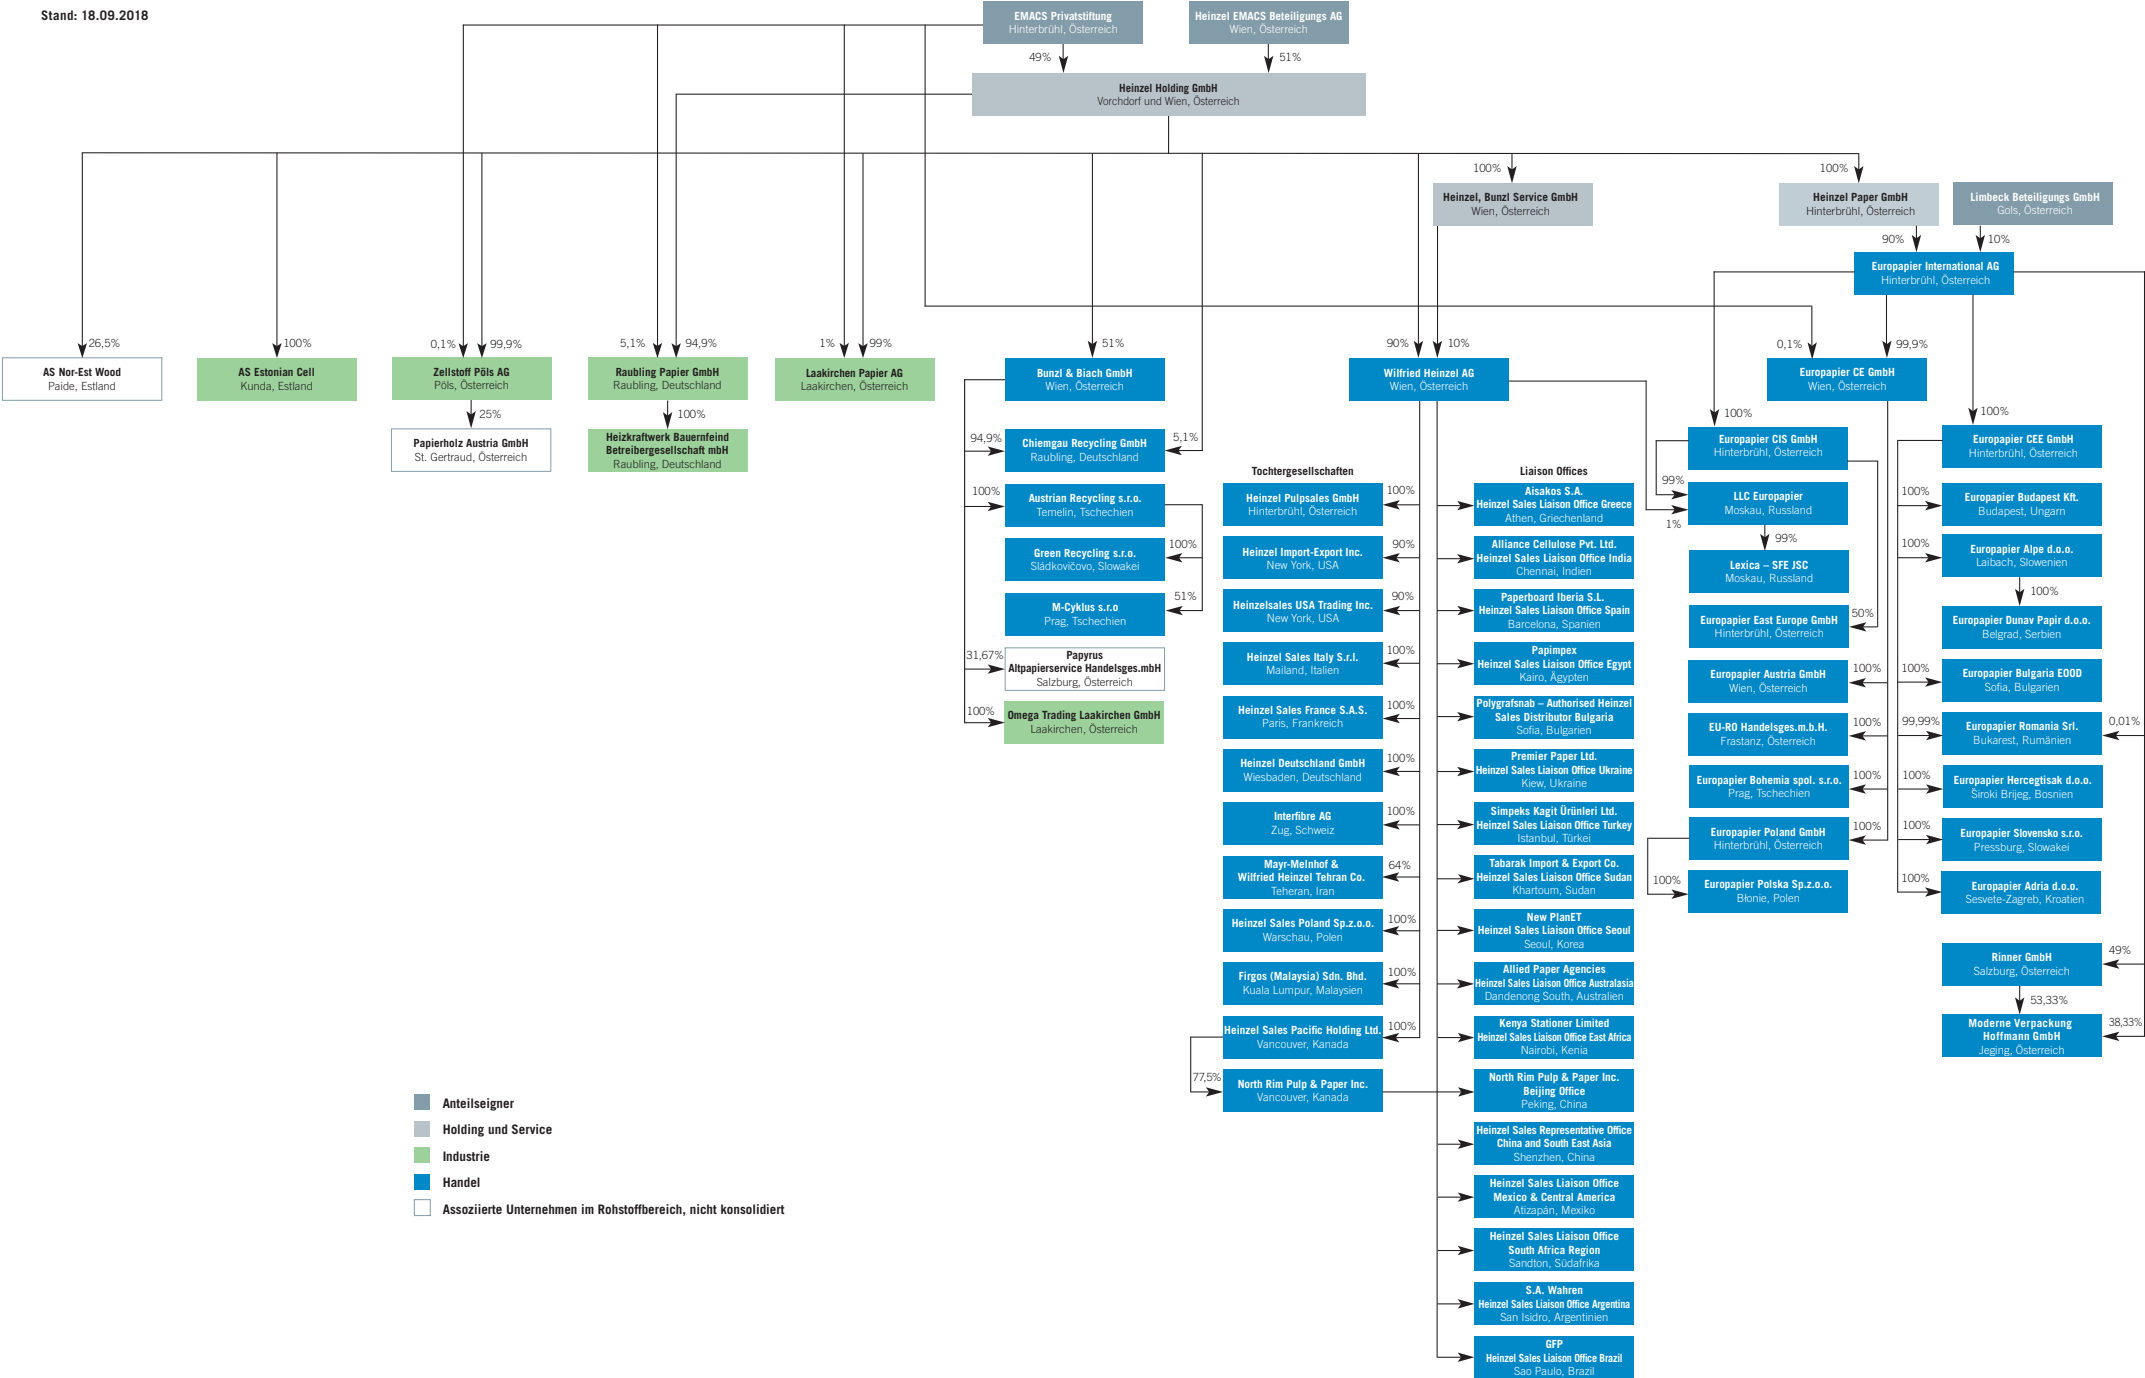 Stand: 18.09.2018
EMACS Privatstiftung
Hinterbrühl, Österreich
Heinzel EMACS Beteiligungs AG
Wien, Österreich
49%
51%
Heinzel Holding GmbH
Vorchdorf und Wien, Österreich
100%
Heinzel, Bunzl Service GmbH
Wien, Österreich
100%
Heinzel Paper GmbH
Hinterbrühl, Österreich
Limbeck Beteiligungs GmbH
Gols, Österreich
90%
10%
Europapier International AG
Hinterbrühl, Österreich
26,5%
AS Nor-Est Wood
Paide, Estland
100%
AS Estonian Cell
Kunda, Estland
0,1%
99,9%
Zellstoff Pöls AG
Pöls, Österreich
25%
Papierholz Austria GmbH
St. Gertraud, Österreich
5,1%
94,9%
Raubling Papier GmbH
Raubling, Deutschland
100%
Heizkraftwerk Bauernfeind
Betreibergesellschaft mbH
Raubling, Deutschland
1%
99%
Laakirchen Papier AG
Laakirchen, Österreich
51%
Bunzl & Biach GmbH
Wien, Österreich
94,9%
5,1%
Chiemgau Recycling GmbH
Raubling, Deutschland
100%
Austrian Recycling s.r.o.
Temelin, Tschechien
100%
Green Recycling s.r.o.
Sládkovičovo, Slowakei
51%
M-Cyklus s.r.o
Prag, Tschechien
31,67%
Papyrus
Altpapierservice Handelsges.mbH
Salzburg, Österreich
100%
Omega Trading Laakirchen GmbH
Laakirchen, Österreich
90%
10%
Wilfried Heinzel AG
Wien, Österreich
Tochtergesellschaften
Heinzel Pulpsales GmbH
Hinterbrühl, Österreich
100%
Heinzel Import-Export Inc.
New York, USA
90%
Heinzelsales USA Trading Inc.
New York, USA
90%
Heinzel Sales Italy S.r.l.
Mailand, Italien
100%
Heinzel Sales France S.A.S.
Paris, Frankreich
100%
Heinzel Deutschland GmbH
Wiesbaden, Deutschland
100%
Interfibre AG
Zug, Schweiz
100%
Mayr-Melnhof &
Wilfried Heinzel Tehran Co.
Teheran, Iran
64%
Heinzel Sales Poland Sp.z.o.o.
Warschau, Polen
100%
Firgos (Malaysia) Sdn. Bhd.
Kuala Lumpur, Malaysien
100%
Heinzel Sales Pacific Holding Ltd.
Vancouver, Kanada
100%
77,5%
North Rim Pulp & Paper Inc.
Vancouver, Kanada
Liaison Offices
Aisakos S.A.
Heinzel Sales Liaison Office Greece
Athen, Griechenland
Alliance Cellulose Pvt. Ltd.
Heinzel Sales Liaison Office India
Chennai, Indien
Paperboard Iberia S.L.
Heinzel Sales Liaison Office Spain
Barcelona, Spanien
Papimpex
Heinzel Sales Liaison Office Egypt
Kairo, Ägypten
Polygrafsnab – Authorised Heinzel
Sales Distributor Bulgaria
Sofia, Bulgarien
Premier Paper Ltd.
Heinzel Sales Liaison Office Ukraine
Kiew, Ukraine
Simpeks Kagit Ürünleri Ltd.
Heinzel Sales Liaison Office Turkey
Istanbul, Türkei
Tabarak Import & Export Co.
Heinzel Sales Liaison Office Sudan
Khartoum, Sudan
New PlanET
Heinzel Sales Liaison Office Seoul
Seoul, Korea
Allied Paper Agencies
Heinzel Sales Liaison Office Australasia
Dandenong South, Australien
Kenya Stationer Limited
Heinzel Sales Liaison Office East Africa
Nairobi, Kenia
North Rim Pulp & Paper Inc.
Beijing Office
Peking, China
Heinzel Sales Representative Office
China and South East Asia
Shenzhen, China
Heinzel Sales Liaison Office
Mexico & Central America
Atizapán, Mexiko
Heinzel Sales Liaison Office
South Africa Region
Sandton, Südafrika
S.A. Wahren
Heinzel Sales Liaison Office Argentina
San Isidro, Argentinien
GFP
Heinzel Sales Liaison Office Brazil
Sao Paulo, Brazil
0,1%
99,9%
Europapier CE GmbH
Wien, Österreich
100%
Europapier CIS GmbH
Hinterbrühl, Österreich
99%
1%
LLC Europapier
Moskau, Russland
99%
Lexica – SFE JSC
Moskau, Russland
Europapier East Europe GmbH
Hinterbrühl, Österreich
50%
Europapier Austria GmbH
Wien, Österreich
100%
EU-RO Handelsges.m.b.H.
Frastanz, Österreich
100%
Europapier Bohemia spol. s.r.o.
Prag, Tschechien
100%
Europapier Poland GmbH
Hinterbrühl, Österreich
100%
100%
Europapier Polska Sp.z.o.o.
Błonie, Polen
100%
Europapier CEE GmbH
Hinterbrühl, Österreich
100%
Europapier Budapest Kft.
Budapest, Ungarn
100%
Europapier Alpe d.o.o.
Laibach, Slowenien
100%
Europapier Dunav Papir d.o.o.
Belgrad, Serbien
100%
Europapier Bulgaria EOOD
Sofia, Bulgarien
99,99%
Europapier Romania Srl.
Bukarest, Rumänien
0,01%
100%
Europapier Hercegtisak d.o.o.
Široki Brijeg, Bosnien
100%
Europapier Slovensko s.r.o.
Pressburg, Slowakei
100%
Europapier Adria d.o.o.
Sesvete-Zagreb, Kroatien
Rinner GmbH
Salzburg, Österreich
49%
53,33%
Moderne Verpackung
Hoffmann GmbH
Jeging, Österreich
38,33%
Anteilseigner
Holding und Service
Industrie
Handel
Assoziierte Unternehmen im Rohstoffbereich, nicht konsolidiert